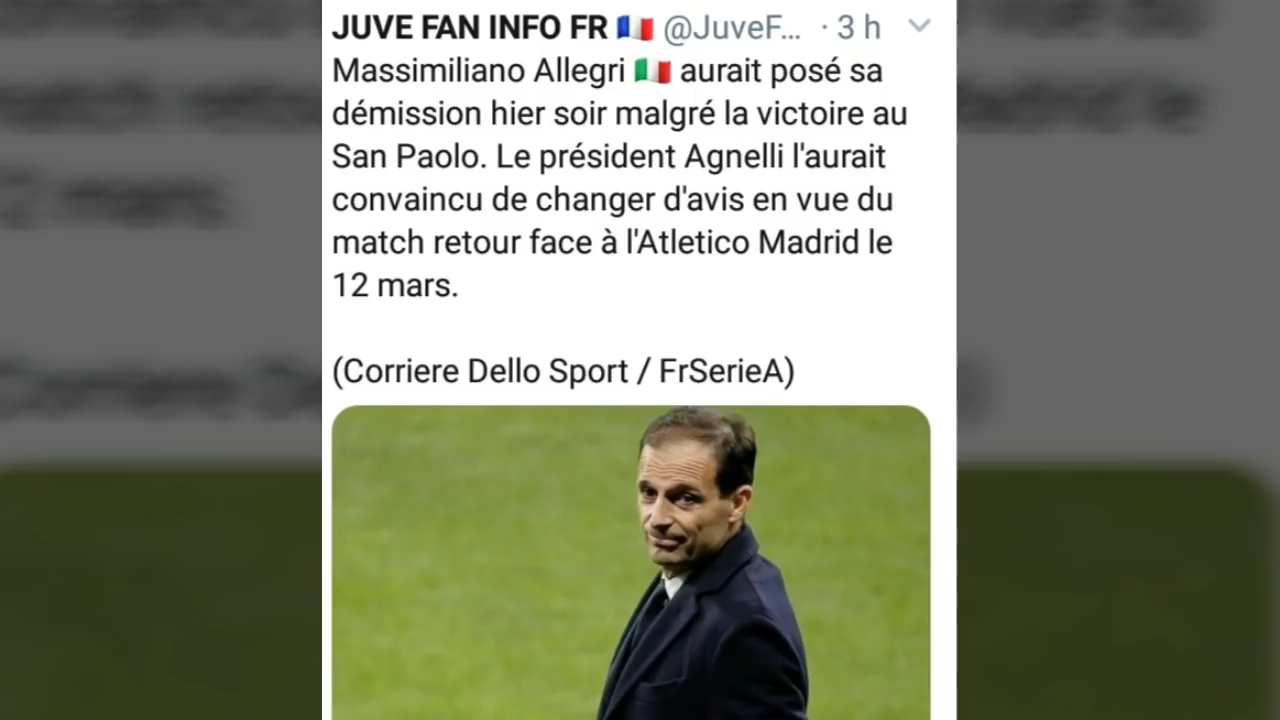 JUVE FAN INFO FR 🇫🇷 @JuveF... · 3 h
Massimiliano Allegri 🇮🇹 aurait posé sa
démission hier soir malgré la victoire au
San Paolo. Le président Agnelli l'aurait
convaincu de changer d'avis en vue du
match retour face à l'Atletico Madrid le
12 mars.
(Corriere Dello Sport / FrSerieA)